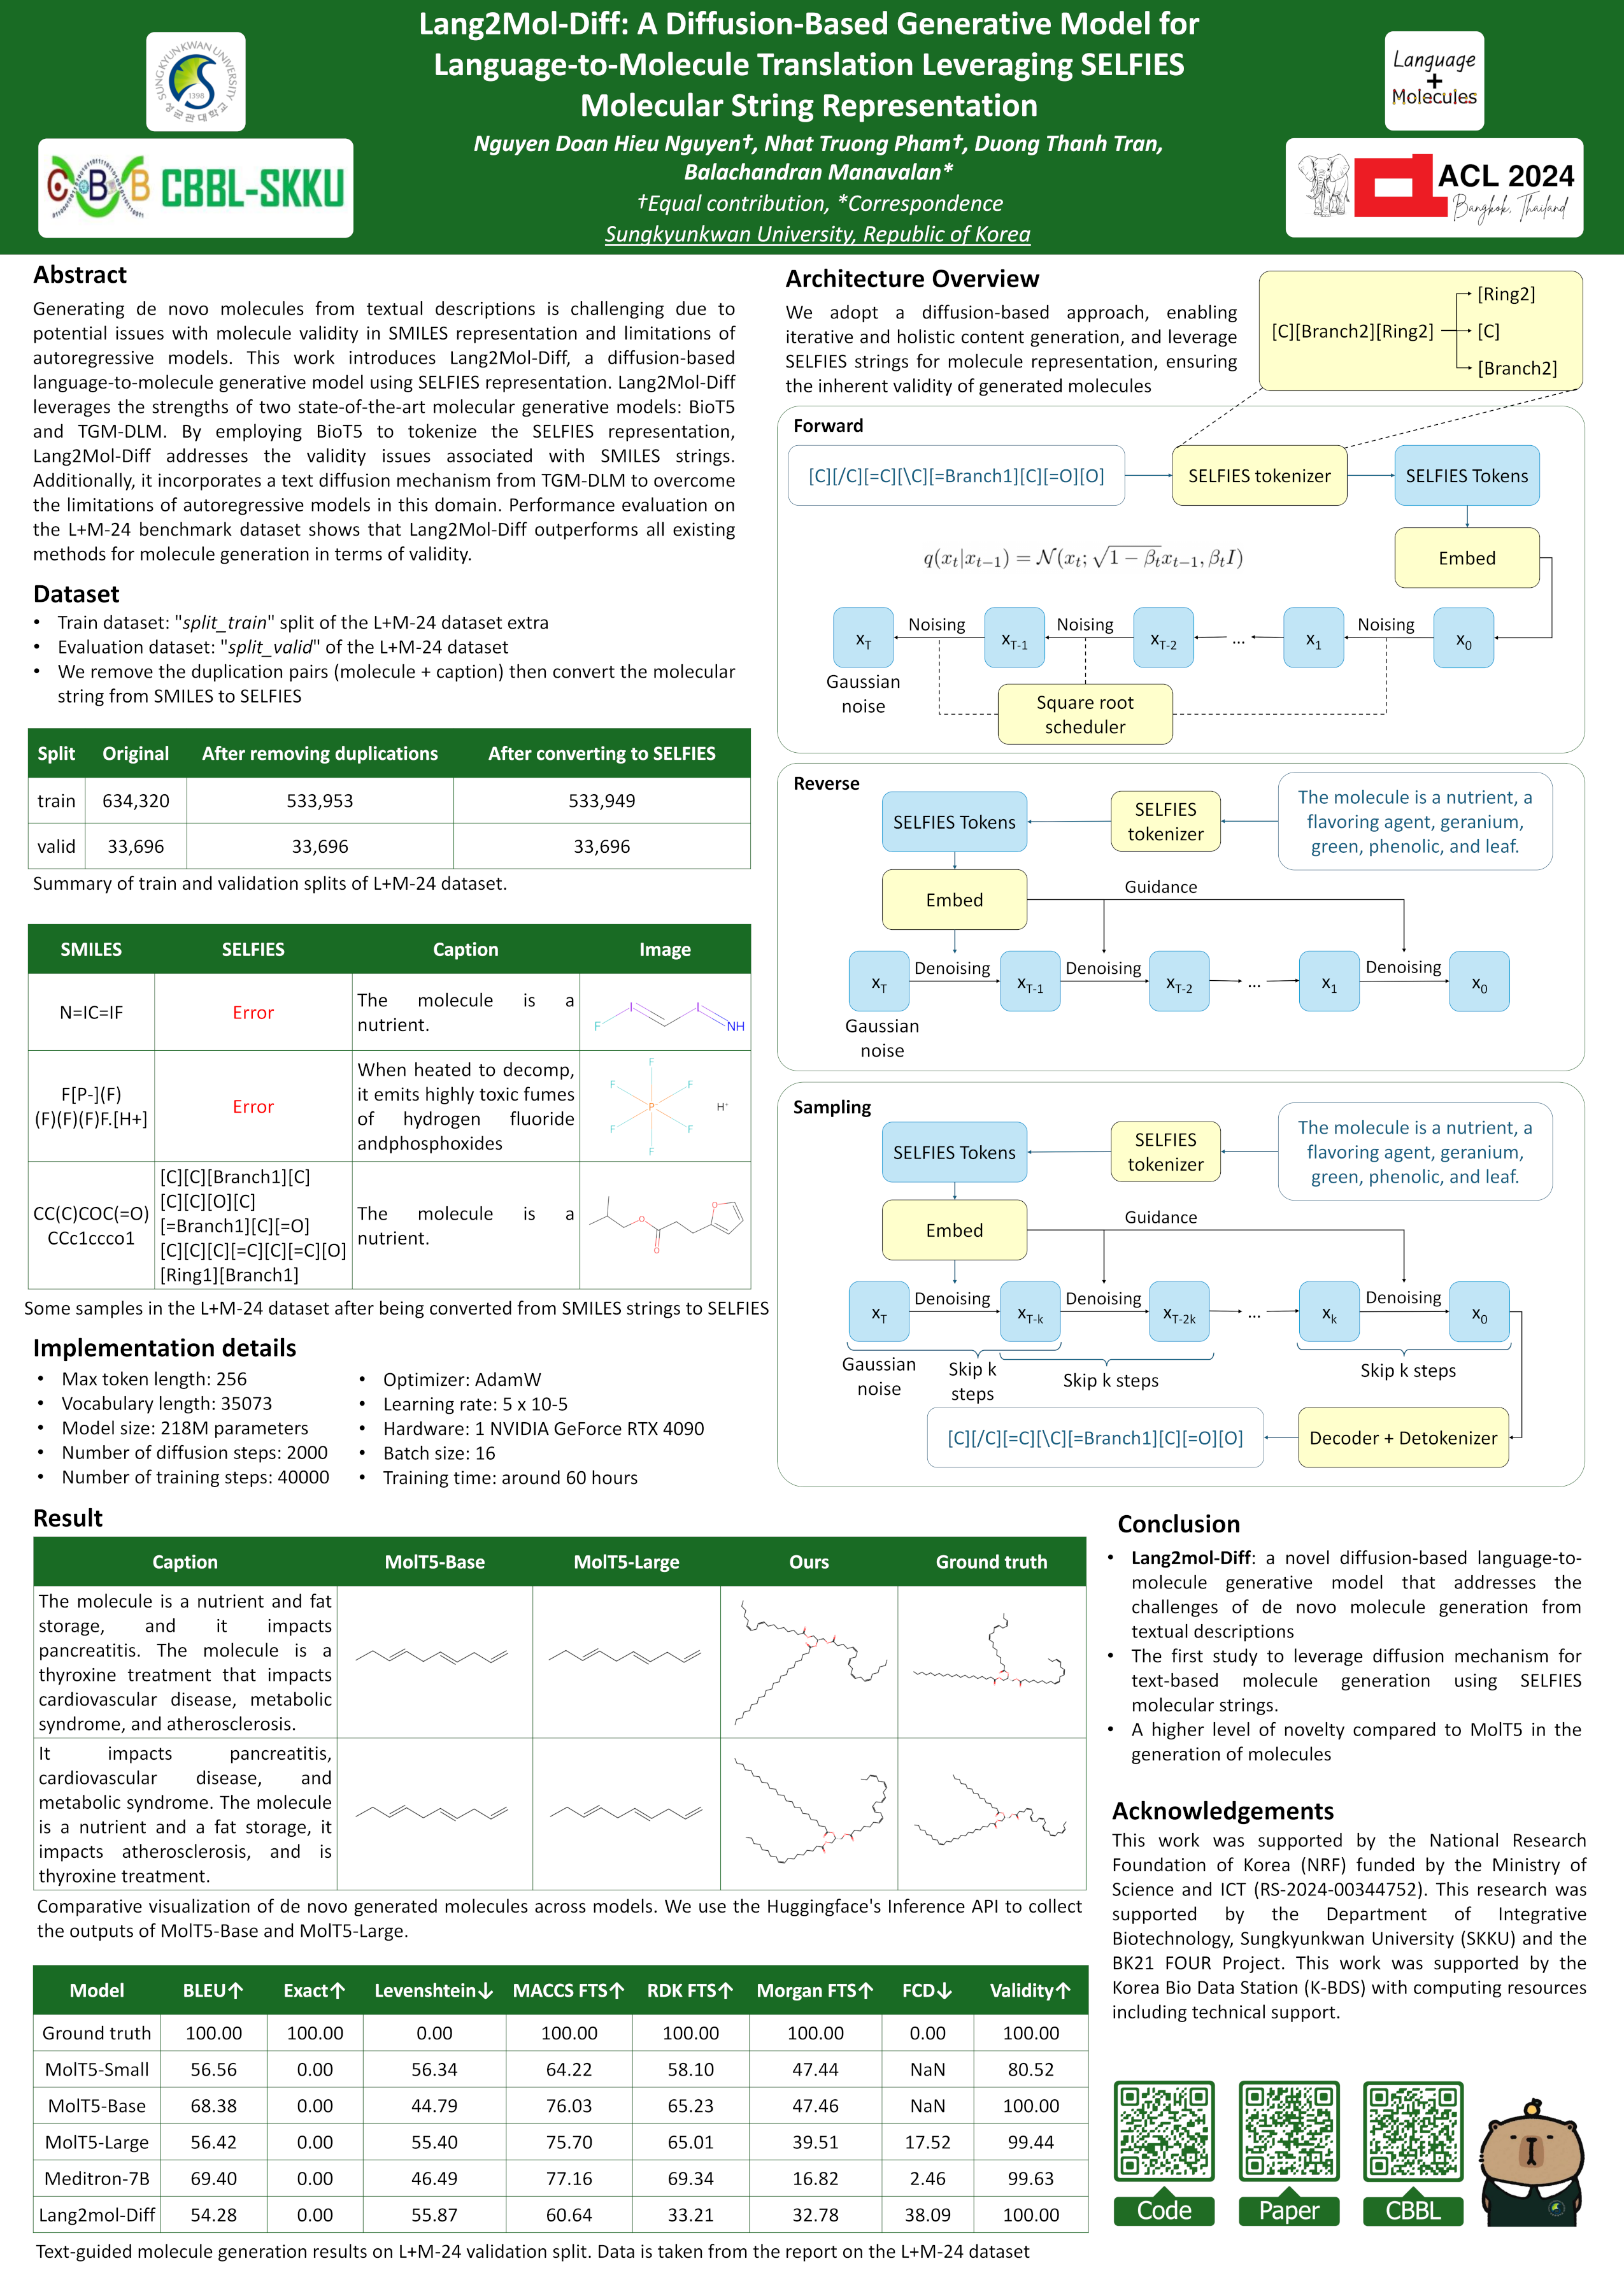 Lang2Mol-Diff: A Diffusion-Based Generative Model for
Language-to-Molecule Translation Leveraging SELFIES
Molecular String Representation
Nguyen Doan Hieu Nguyen†, Nhat Truong Pham†, Duong Thanh Tran,
Balachandran Manavalan*
†Equal contribution, *Correspondence
Sungkyunkwan University, Republic of Korea
SUNGKYUNKWAN UNIVERSITY
1398
성균관대학교
CBB CBBL-SKKU
Language
+
Molecules
ACL 2024
Bangkok, Thailand
Abstract
Generating de novo molecules from textual descriptions is challenging due to
potential issues with molecule validity in SMILES representation and limitations of
autoregressive models. This work introduces Lang2Mol-Diff, a diffusion-based
language-to-molecule generative model using SELFIES representation. Lang2Mol-Diff
leverages the strengths of two state-of-the-art molecular generative models: BioT5
and TGM-DLM. By employing BioT5 to tokenize the SELFIES representation,
Lang2Mol-Diff addresses the validity issues associated with SMILES strings.
Additionally, it incorporates a text diffusion mechanism from TGM-DLM to overcome
the limitations of autoregressive models in this domain. Performance evaluation on
the L+M-24 benchmark dataset shows that Lang2Mol-Diff outperforms all existing
methods for molecule generation in terms of validity.
Dataset
• Train dataset: "split_train" split of the L+M-24 dataset extra
• Evaluation dataset: "split_valid" of the L+M-24 dataset
• We remove the duplication pairs (molecule + caption) then convert the molecular
string from SMILES to SELFIES
Split Original After removing duplications After converting to SELFIES
train 634,320 533,953 533,949
valid 33,696 33,696 33,696
Summary of train and validation splits of L+M-24 dataset.
SMILES SELFIES Caption Image
N=IC=IF Error The molecule is a
nutrient.
F I I NH
F[P-](F)
(F)(F)(F)F.[H+]
Error
When heated to decomp,
it emits highly toxic fumes
of hydrogen fluoride
andphosphoxides
F F F P- H+ F F F
CC(C)COC(=O)
CCc1ccco1
[C][C][Branch1][C]
[C][C][O][C]
[=Branch1][C][=O]
[C][C][C][=C][C][=C][O]
[Ring1][Branch1]
The molecule is a
nutrient.
O O O
Some samples in the L+M-24 dataset after being converted from SMILES strings to SELFIES
Implementation details
• Max token length: 256
• Vocabulary length: 35073
• Model size: 218M parameters
• Number of diffusion steps: 2000
• Number of training steps: 40000
• Optimizer: AdamW
• Learning rate: 5 x 10-5
• Hardware: 1 NVIDIA GeForce RTX 4090
• Batch size: 16
• Training time: around 60 hours
Architecture Overview
We adopt a diffusion-based approach, enabling
iterative and holistic content generation, and leverage
SELFIES strings for molecule representation, ensuring
the inherent validity of generated molecules
[C][Branch2][Ring2]
[Ring2]
[C]
[Branch2]
Forward
[C][/C][=C][\C][=Branch1][C][=O][O] SELFIES tokenizer SELFIES Tokens
q(x_t|x_{t−1}) = N(x_t; √(1 − β_t)x_{t−1}, β_tI)
Embed
x_T Noising x_{T-1} Noising x_{T-2} ... x_1 Noising x_0
Gaussian
noise
Square root
scheduler
Reverse
SELFIES Tokens
SELFIES
tokenizer
The molecule is a nutrient, a
flavoring agent, geranium,
green, phenolic, and leaf.
Embed
Guidance
x_T Denoising x_{T-1} Denoising x_{T-2} ... x_1 Denoising x_0
Gaussian
noise
Sampling
SELFIES Tokens
SELFIES
tokenizer
The molecule is a nutrient, a
flavoring agent, geranium,
green, phenolic, and leaf.
Embed
Guidance
x_T Denoising x_{T-k} Denoising x_{T-2k} ... x_k Denoising x_0
Gaussian
noise
Skip k
steps
Skip k steps
Skip k steps
[C][/C][=C][\C][=Branch1][C][=O][O] Decoder + Detokenizer
Result
Caption MolT5-Base MolT5-Large Ours Ground truth
The molecule is a nutrient and fat
storage, and it impacts
pancreatitis. The molecule is a
thyroxine treatment that impacts
cardiovascular disease, metabolic
syndrome, and atherosclerosis.
It impacts pancreatitis,
cardiovascular disease, and
metabolic syndrome. The molecule
is a nutrient and a fat storage, it
impacts atherosclerosis, and is
thyroxine treatment.
Comparative visualization of de novo generated molecules across models. We use the Huggingface's Inference API to collect
the outputs of MolT5-Base and MolT5-Large.
Model BLEU↑ Exact↑ Levenshtein↓ MACCS FTS↑ RDK FTS↑ Morgan FTS↑ FCD↓ Validity↑
Ground truth 100.00 100.00 0.00 100.00 100.00 100.00 0.00 100.00
MolT5-Small 56.56 0.00 56.34 64.22 58.10 47.44 NaN 80.52
MolT5-Base 68.38 0.00 44.79 76.03 65.23 47.46 NaN 100.00
MolT5-Large 56.42 0.00 55.40 75.70 65.01 39.51 17.52 99.44
Meditron-7B 69.40 0.00 46.49 77.16 69.34 16.82 2.46 99.63
Lang2mol-Diff 54.28 0.00 55.87 60.64 33.21 32.78 38.09 100.00
Text-guided molecule generation results on L+M-24 validation split. Data is taken from the report on the L+M-24 dataset
Conclusion
• Lang2mol-Diff: a novel diffusion-based language-to-
molecule generative model that addresses the
challenges of de novo molecule generation from
textual descriptions
• The first study to leverage diffusion mechanism for
text-based molecule generation using SELFIES
molecular strings.
• A higher level of novelty compared to MolT5 in the
generation of molecules
Acknowledgements
This work was supported by the National Research
Foundation of Korea (NRF) funded by the Ministry of
Science and ICT (RS-2024-00344752). This research was
supported by the Department of Integrative
Biotechnology, Sungkyunkwan University (SKKU) and the
BK21 FOUR Project. This work was supported by the
Korea Bio Data Station (K-BDS) with computing resources
including technical support.
Code Paper CBBL